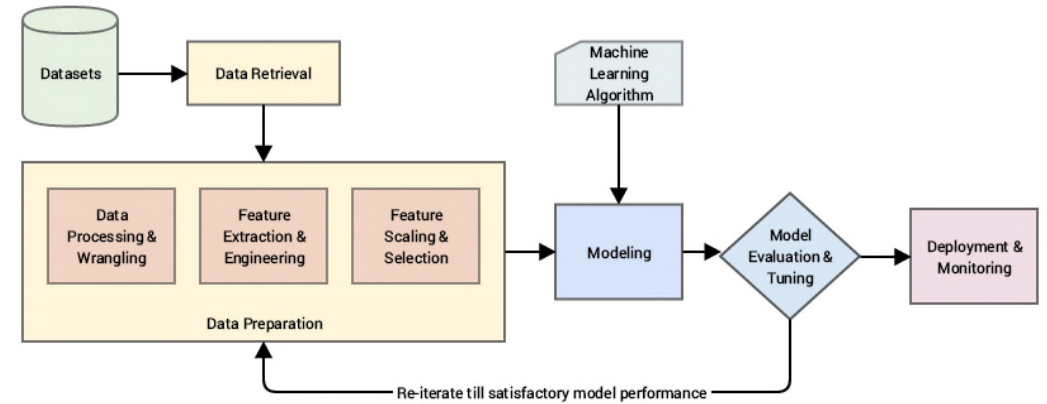 Datasets
Data Retrieval
Machine
Learning
Algorithm
Data
Processing &
Wrangling
Feature
Extraction &
Engineering
Feature
Scaling &
Selection
Data Preparation
Modeling
Model
Evaluation &
Tuning
Deployment &
Monitoring
Re-iterate till satisfactory model performance